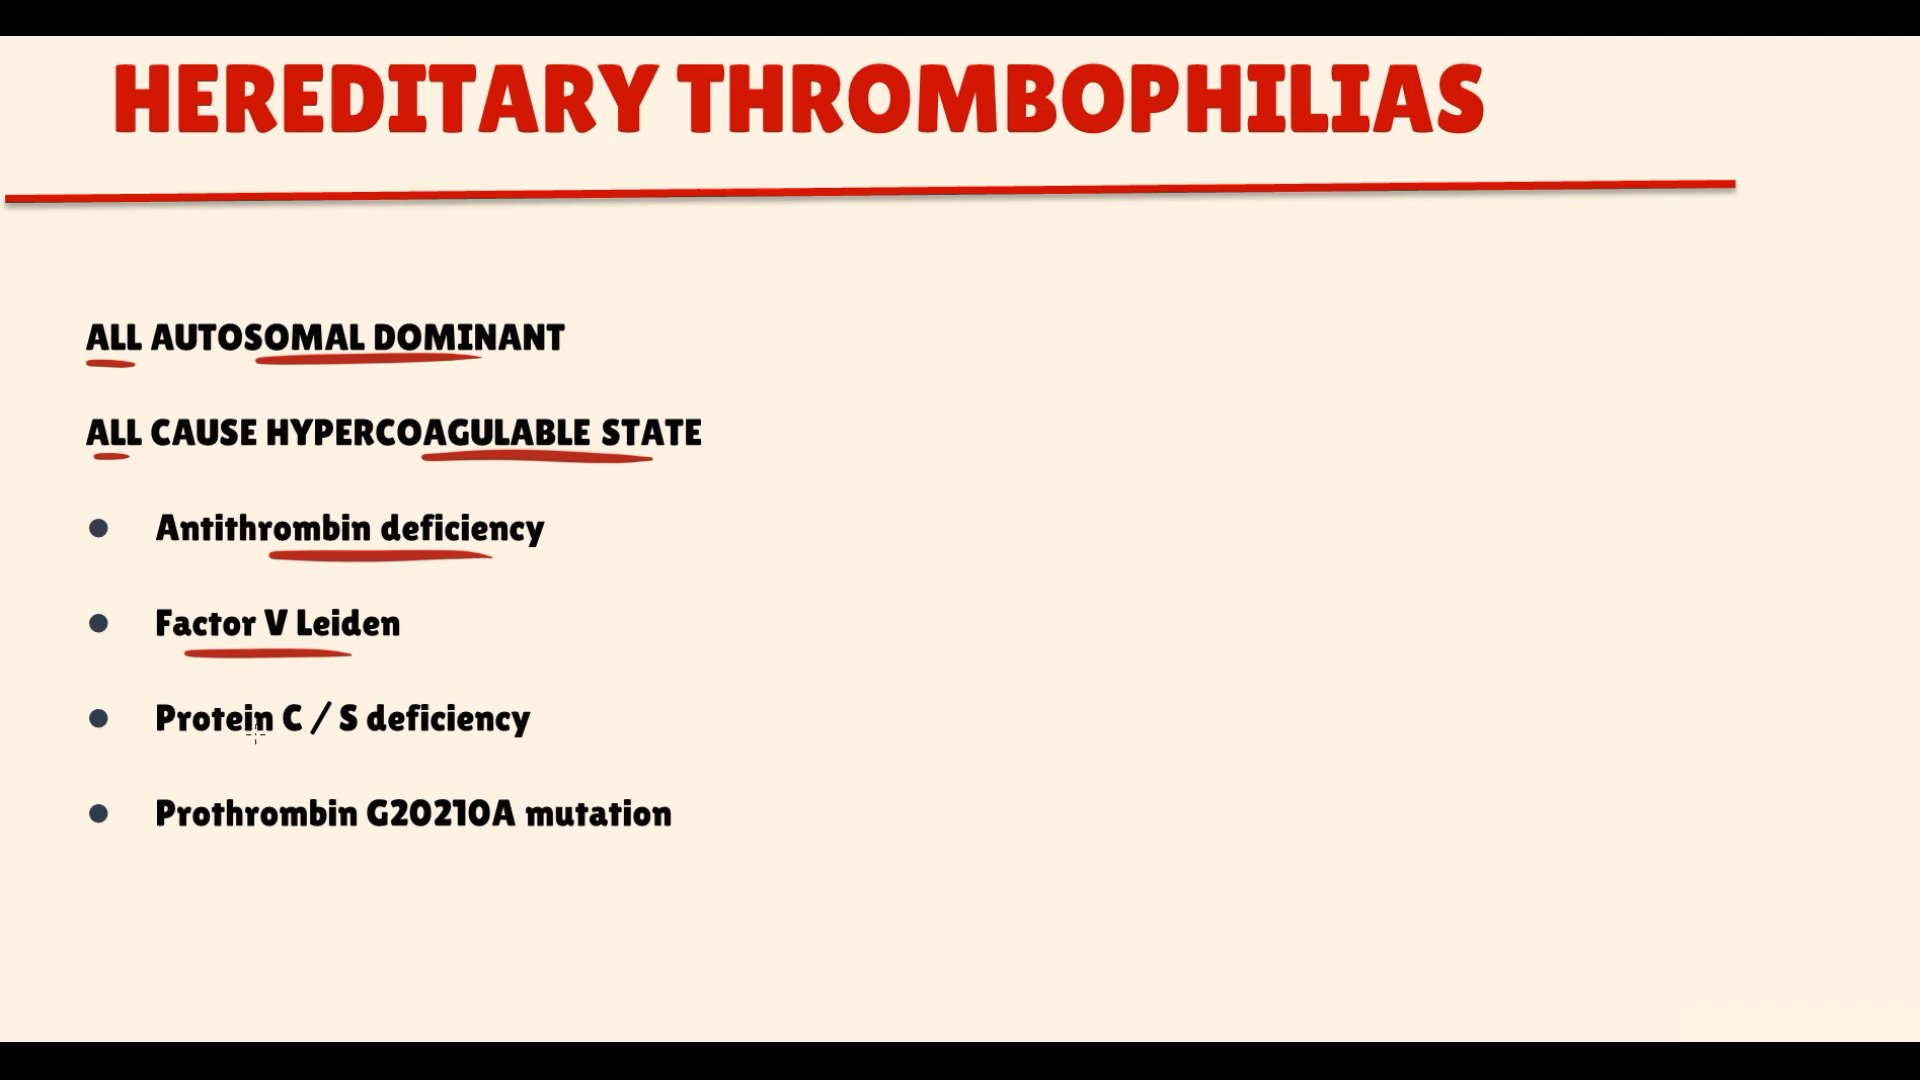 HEREDITARY THROMBOPHILIAS
ALL AUTOSOMAL DOMINANT
ALL CAUSE HYPERCOAGULABLE STATE
● Antithrombin deficiency
● Factor V Leiden
● Protein C / S deficiency
● Prothrombin G20210A mutation